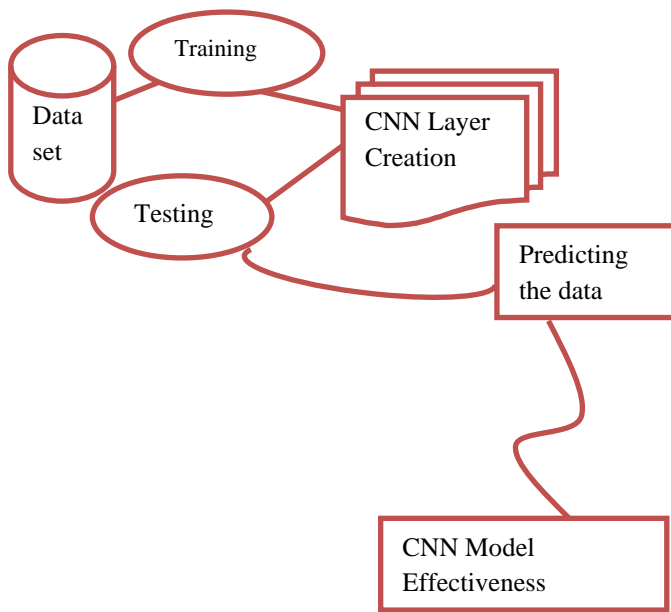 Training
Data
set
CNN Layer
Creation
Testing
Predicting
the data
CNN Model
Effectiveness